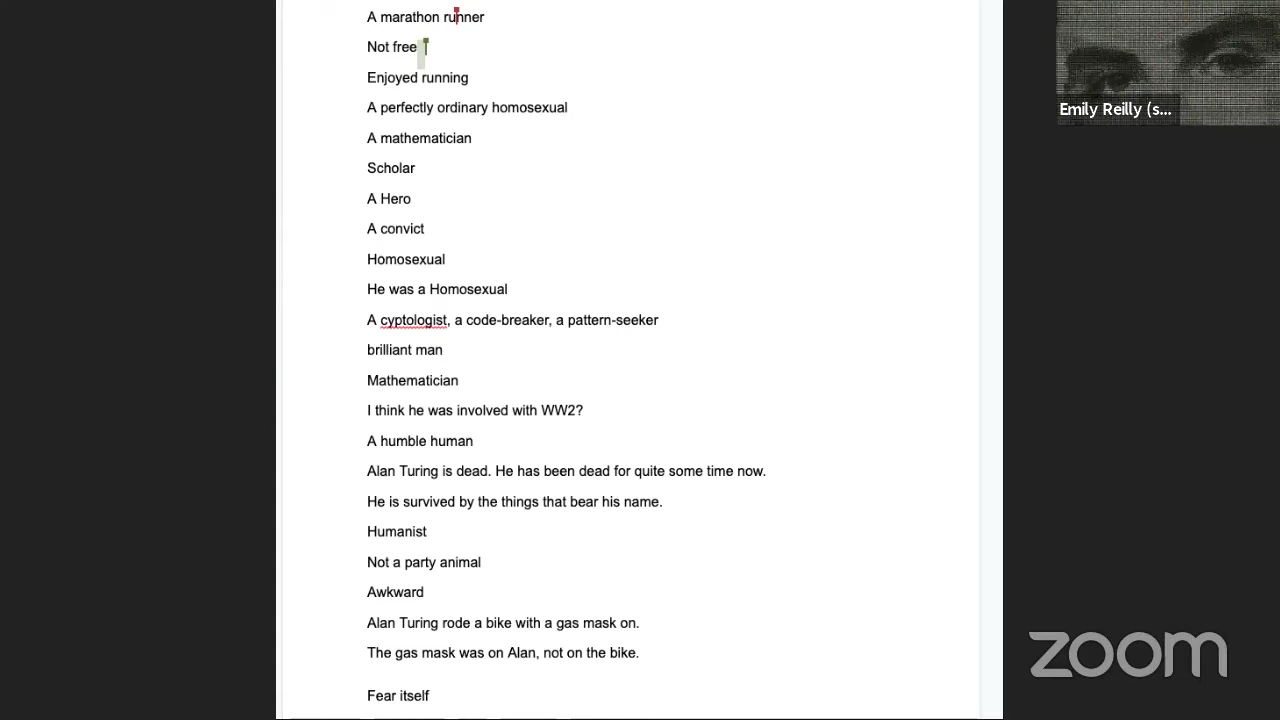 A marathon runner
Not free
Enjoyed running
A perfectly ordinary homosexual
A mathematician
Scholar
A Hero
A convict
Homosexual
He was a Homosexual
A cyptologist, a code-breaker, a pattern-seeker
brilliant man
Mathematician
I think he was involved with WW2?
A humble human
Alan Turing is dead. He has been dead for quite some time now.
He is survived by the things that bear his name.
Humanist
Not a party animal
Awkward
Alan Turing rode a bike with a gas mask on.
The gas mask was on Alan, not on the bike.
Fear itself
Emily Reilly (s...
zoom